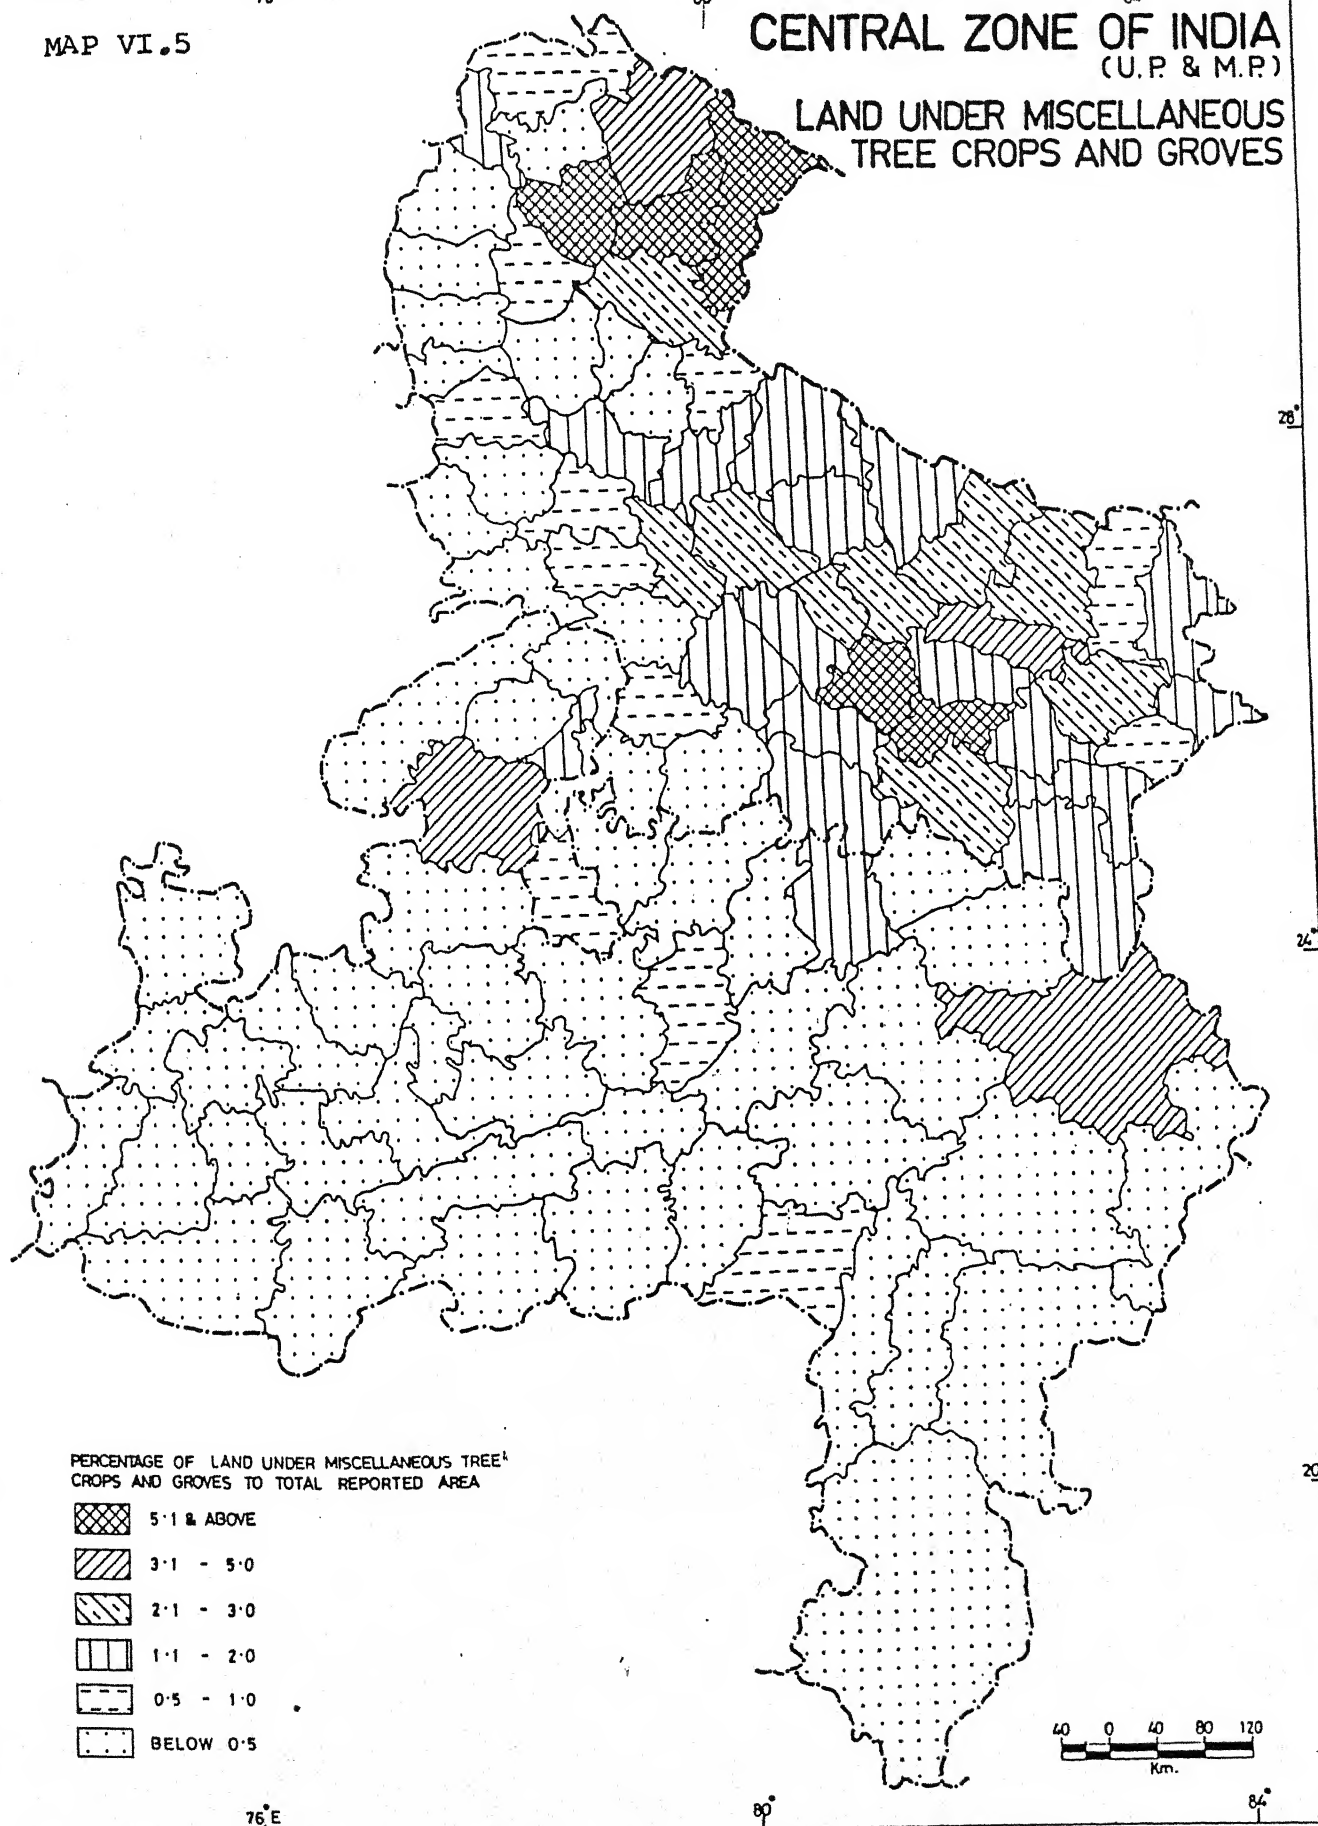 MAP VI.5
CENTRAL ZONE OF INDIA
(U.P. & M.P.)
LAND UNDER MISCELLANEOUS
TREE CROPS AND GROVES
28°
24°
20
PERCENTAGE OF LAND UNDER MISCELLANEOUS TREE
CROPS AND GROVES TO TOTAL REPORTED AREA
5·1 & ABOVE
3·1 - 5·0
2·1 - 3·0
1·1 - 2·0
0·5 - 1·0
BELOW 0·5
40 0 40 80 120
Km.
76°E 80° 84°